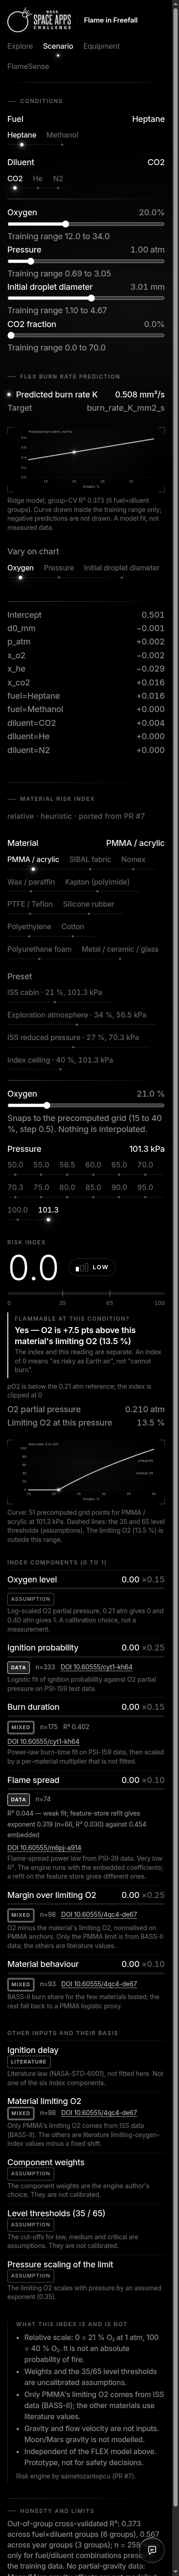 NASA
SPACE APPS
CHALLENGE
Flame in Freefall
Explore Scenario Equipment
FlameSense
CONDITIONS
Fuel Heptane
Heptane Methanol
Diluent CO2
CO2 He N2
Oxygen 20.0%
Training range 12.0 to 34.0
Pressure 1.00 atm
Training range 0.69 to 3.05
Initial droplet diameter 3.01 mm
Training range 1.10 to 4.67
CO2 fraction 0.0%
Training range 0.0 to 70.0
FLEX BURN RATE PREDICTION
Predicted burn rate K 0.508 mm²/s
Target burn_rate_K_mm2_s
Ridge model, group-CV R² 0.373 (6 fuel×diluent
groups). Curve drawn inside the training range only;
negative predictions are not drawn. A model fit, not
measured data.
Vary on chart
Oxygen Pressure Initial droplet diameter
Intercept 0.501
d0_mm −0.001
p_atm +0.002
x_o2 −0.002
x_he −0.029
x_co2 +0.016
fuel=Heptane +0.016
fuel=Methanol +0.000
diluent=CO2 +0.004
diluent=He +0.000
diluent=N2 +0.000
MATERIAL RISK INDEX
relative · heuristic · ported from PR #7
Material PMMA / acrylic
PMMA / acrylic SIBAL fabric Nomex
Wax / paraffin Kapton (polyimide)
PTFE / Teflon Silicone rubber
Polyethylene Cotton
Polyurethane foam Metal / ceramic / glass
Preset
ISS cabin · 21 %, 101.3 kPa
Exploration atmosphere · 34 %, 56.5 kPa
ISS reduced pressure · 27 %, 70.3 kPa
Index ceiling · 40 %, 101.3 kPa
Oxygen 21.0 %
Snaps to the precomputed grid (15 to 40
%, step 0.5). Nothing is interpolated.
Pressure 101.3 kPa
50.0 55.0 56.5 60.0 65.0 70.0
70.3 75.0 80.0 85.0 90.0 95.0
100.0 101.3
RISK INDEX
0.0 LOW
0 35 65 100
FLAMMABLE AT THIS CONDITION?
Yes — O2 is +7.5 pts above this
material's limiting O2 (13.5 %)
The index and this reading are separate. An index
of 0 means "as risky as Earth air", not "cannot
burn".
pO2 is below the 0.21 atm reference; the index is
clipped at 0
O2 partial pressure 0.210 atm
Limiting O2 at this pressure 13.5 %
Curve: 51 precomputed grid points for PMMA /
acrylic at 101.3 kPa. Dashed lines: the 35 and 65 level
thresholds (assumptions). The limiting O2 (13.5 %) is
outside this range.
INDEX COMPONENTS (0 TO 1)
Oxygen level 0.00 ×0.15
ASSUMPTION
Log-scaled O2 partial pressure, 0.21 atm gives 0 and
0.40 atm gives 1. A calibration choice, not a
measurement.
Ignition probability 0.00 ×0.25
DATA n=333 DOI 10.60555/cyt1-kh64
Logistic fit of ignition probability against O2 partial
pressure on PSI-159 test data.
Burn duration 0.00 ×0.15
MIXED n=175 R² 0.402
DOI 10.60555/cyt1-kh64
Power-law burn-time fit on PSI-159 data, then scaled
by a per-material multiplier that is not fitted.
Flame spread 0.00 ×0.10
DATA n=74
R² 0.044 — weak fit; feature-store refit gives
exponent 0.319 (n=66, R² 0.030) against 0.454
embedded
DOI 10.60555/m6pj-a914
Flame-spread power law from PSI-39 data. Very low
R². The engine runs with the embedded coefficients;
a refit on the feature store gives different ones.
Margin over limiting O2 0.00 ×0.25
MIXED n=98 DOI 10.60555/4qc4-de67
O2 minus the material's limiting O2, normalised on
PMMA anchors. Only the PMMA limit is from BASS-II
data; the others are literature values.
Material behaviour 0.00 ×0.10
MIXED n=93 DOI 10.60555/4qc4-de67
BASS-II burn share for the few materials tested; the
rest fall back to a PMMA logistic proxy.
OTHER INPUTS AND THEIR BASIS
Ignition delay
LITERATURE
Literature law (NASA-STD-6001), not fitted here. Not
one of the six index components.
Material limiting O2
MIXED n=98 DOI 10.60555/4qc4-de67
Only PMMA's limiting O2 comes from ISS data
(BASS-II). The others are literature limiting-oxygen-
index values minus a fixed shift.
Component weights
ASSUMPTION
The component weights are the engine author's
choice. They are not calibrated.
Level thresholds (35 / 65)
ASSUMPTION
The cut-offs for low, medium and critical are
assumptions. They are not calibrated.
Pressure scaling of the limit
ASSUMPTION
The limiting O2 scales with pressure by an assumed
exponent (0.35).
WHAT THIS INDEX IS AND IS NOT
• Relative scale: 0 = 21 % O₂ at 1 atm, 100
= 40 % O₂. It is not an absolute
probability of fire.
• Weights and the 35/65 level thresholds
are uncalibrated assumptions.
• Only PMMA's limiting O2 comes from ISS
data (BASS-II); the other materials use
literature values.
• Gravity and flow velocity are not inputs.
Moon/Mars gravity is not modelled.
• Independent of the FLEX model above.
Prototype, not for safety decisions.
Risk engine by sametozantopcu (PR #7).
HONESTY AND LIMITS
Out-of-group cross-validated R²: 0.373
across fuel×diluent groups (6 groups), 0.567
across year groups (3 groups); n = 258
only for fuel/diluent combinations present
the training data. No partial-gravity data: